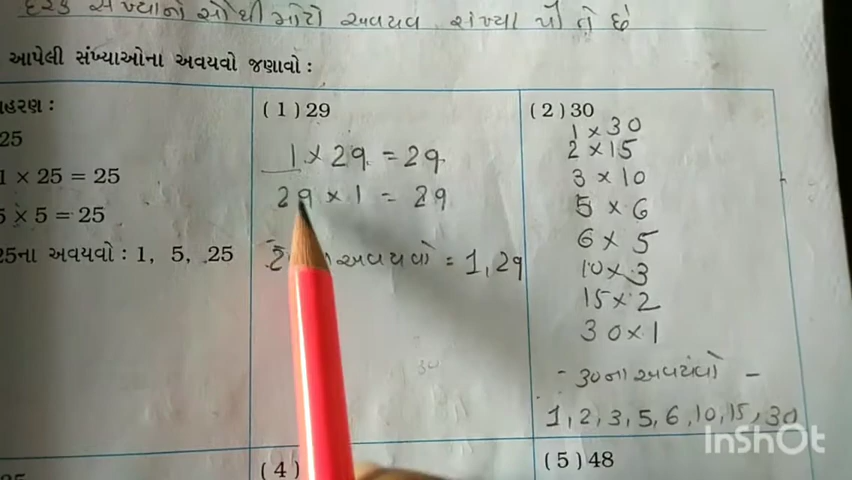 દરેક સંખ્યાનો સૌથી મોટો અવયવ સંખ્યા પોતે છે
આપેલી સંખ્યાઓના અવયવો જણાવો :
હરણ :
25
1 × 25 = 25
5 × 5 = 25
25ના અવયવો : 1, 5, 25
(1) 29
1 × 29 = 29
29 × 1 = 29
અવયવો = 1, 29
(2) 30
1 × 30
2 × 15
3 × 10
5 × 6
6 × 5
10 × 3
15 × 2
30 × 1
- 30ના અવયવો -
1, 2, 3, 5, 6, 10, 15, 30
(4)
(5) 48
InShOt